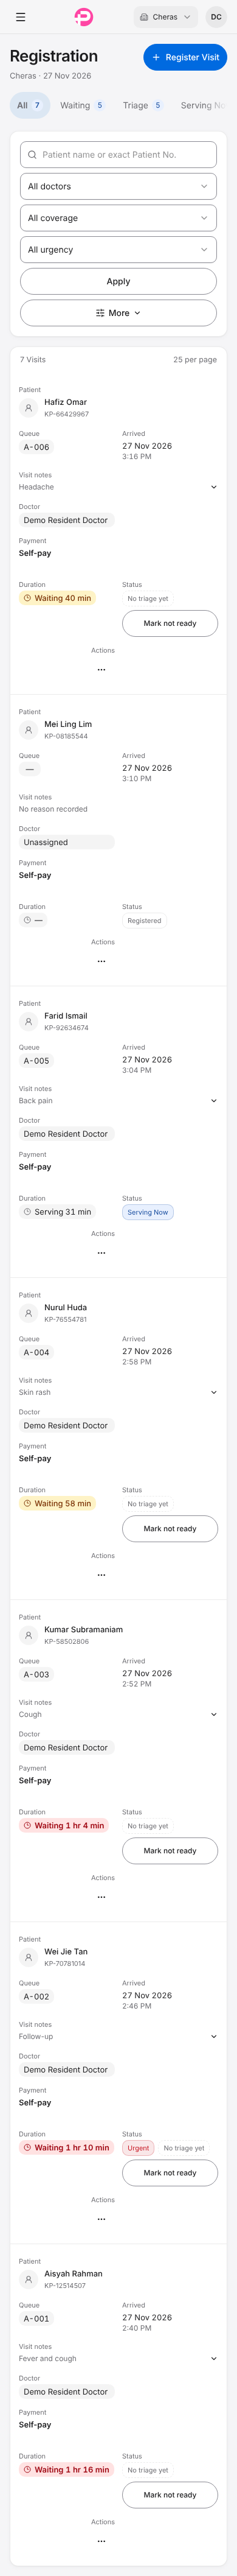 Cheras
DC
Registration
Cheras · 27 Nov 2026
+ Register Visit
All 7
Waiting 5
Triage 5
Serving No
Patient name or exact Patient No.
All doctors
All coverage
All urgency
Apply
More
7 Visits
25 per page
Patient
Hafiz Omar
KP-66429967
Queue
Arrived
A-006
27 Nov 2026
3:16 PM
Visit notes
Headache
Doctor
Demo Resident Doctor
Payment
Self-pay
Duration
Status
Waiting 40 min
No triage yet
Mark not ready
Actions
...
Patient
Mei Ling Lim
KP-08185544
Queue
Arrived
—
27 Nov 2026
3:10 PM
Visit notes
No reason recorded
Doctor
Unassigned
Payment
Self-pay
Duration
Status
—
Registered
Actions
...
Patient
Farid Ismail
KP-92634674
Queue
Arrived
A-005
27 Nov 2026
3:04 PM
Visit notes
Back pain
Doctor
Demo Resident Doctor
Payment
Self-pay
Duration
Status
Serving 31 min
Serving Now
Actions
...
Patient
Nurul Huda
KP-76554781
Queue
Arrived
A-004
27 Nov 2026
2:58 PM
Visit notes
Skin rash
Doctor
Demo Resident Doctor
Payment
Self-pay
Duration
Status
Waiting 58 min
No triage yet
Mark not ready
Actions
...
Patient
Kumar Subramaniam
KP-58502806
Queue
Arrived
A-003
27 Nov 2026
2:52 PM
Visit notes
Cough
Doctor
Demo Resident Doctor
Payment
Self-pay
Duration
Status
Waiting 1 hr 4 min
No triage yet
Mark not ready
Actions
...
Patient
Wei Jie Tan
KP-70781014
Queue
Arrived
A-002
27 Nov 2026
2:46 PM
Visit notes
Follow-up
Doctor
Demo Resident Doctor
Payment
Self-pay
Duration
Status
Waiting 1 hr 10 min
Urgent
No triage yet
Mark not ready
Actions
...
Patient
Aisyah Rahman
KP-12514507
Queue
Arrived
A-001
27 Nov 2026
2:40 PM
Visit notes
Fever and cough
Doctor
Demo Resident Doctor
Payment
Self-pay
Duration
Status
Waiting 1 hr 16 min
No triage yet
Mark not ready
Actions
...